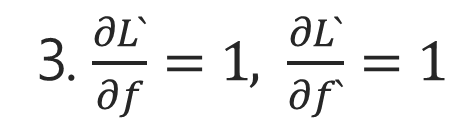 3. ∂L`/∂f = 1, ∂L`/∂f` = 1